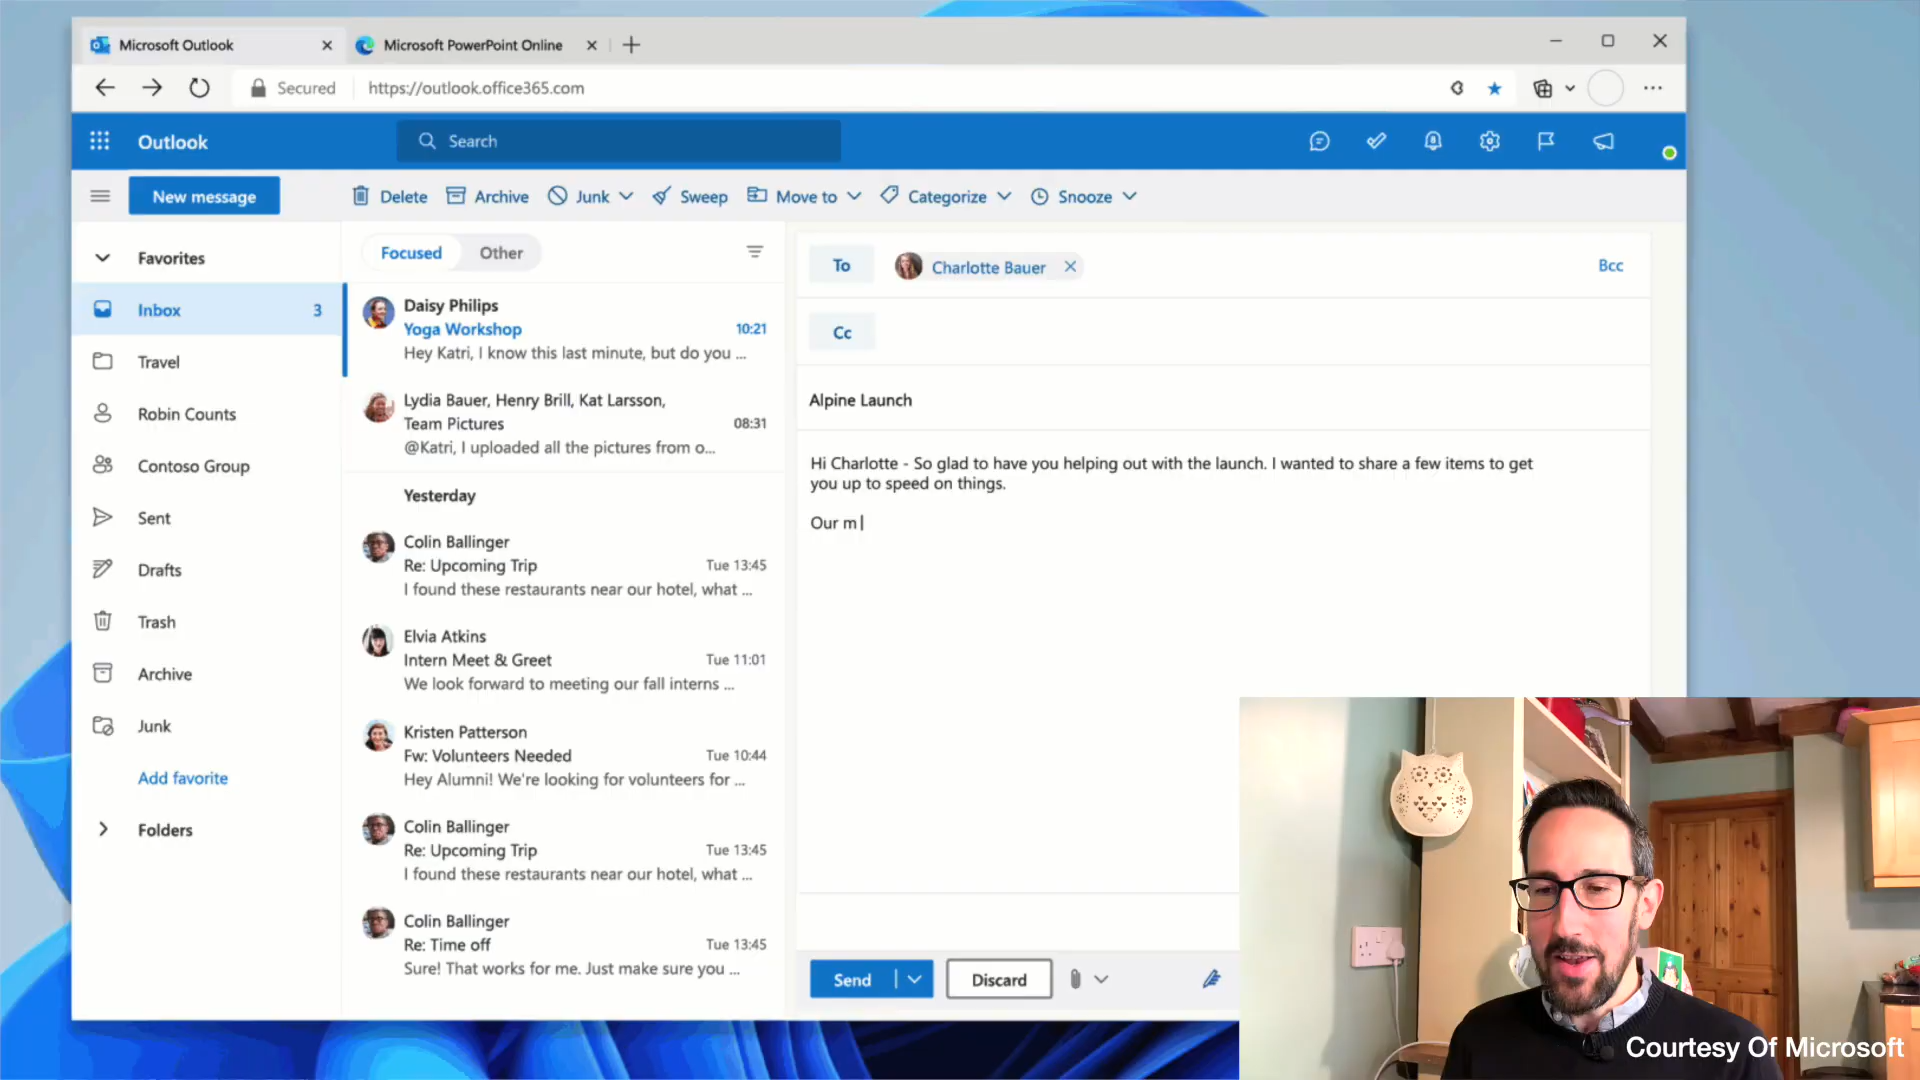 Microsoft Outlook
Microsoft PowerPoint Online
Secured
https://outlook.office365.com
Outlook
Search
New message
Delete
Archive
Junk
Sweep
Move to
Categorize
Snooze
Favorites
Inbox 3
Travel
Robin Counts
Contoso Group
Sent
Drafts
Trash
Archive
Junk
Add favorite
Folders
Focused
Other
Daisy Philips
Yoga Workshop 10:21
Hey Katri, I know this last minute, but do you ...
Lydia Bauer, Henry Brill, Kat Larsson,
Team Pictures 08:31
@Katri, I uploaded all the pictures from o...
Yesterday
Colin Ballinger
Re: Upcoming Trip Tue 13:45
I found these restaurants near our hotel, what ...
Elvia Atkins
Intern Meet & Greet Tue 11:01
We look forward to meeting our fall interns ...
Kristen Patterson
Fw: Volunteers Needed Tue 10:44
Hey Alumni! We're looking for volunteers for ...
Colin Ballinger
Re: Upcoming Trip Tue 13:45
I found these restaurants near our hotel, what ...
Colin Ballinger
Re: Time off Tue 13:45
Sure! That works for me. Just make sure you ...
To
Charlotte Bauer
Bcc
Cc
Alpine Launch
Hi Charlotte - So glad to have you helping out with the launch. I wanted to share a few items to get
you up to speed on things.
Our m
Send
Discard
Courtesy Of Microsoft